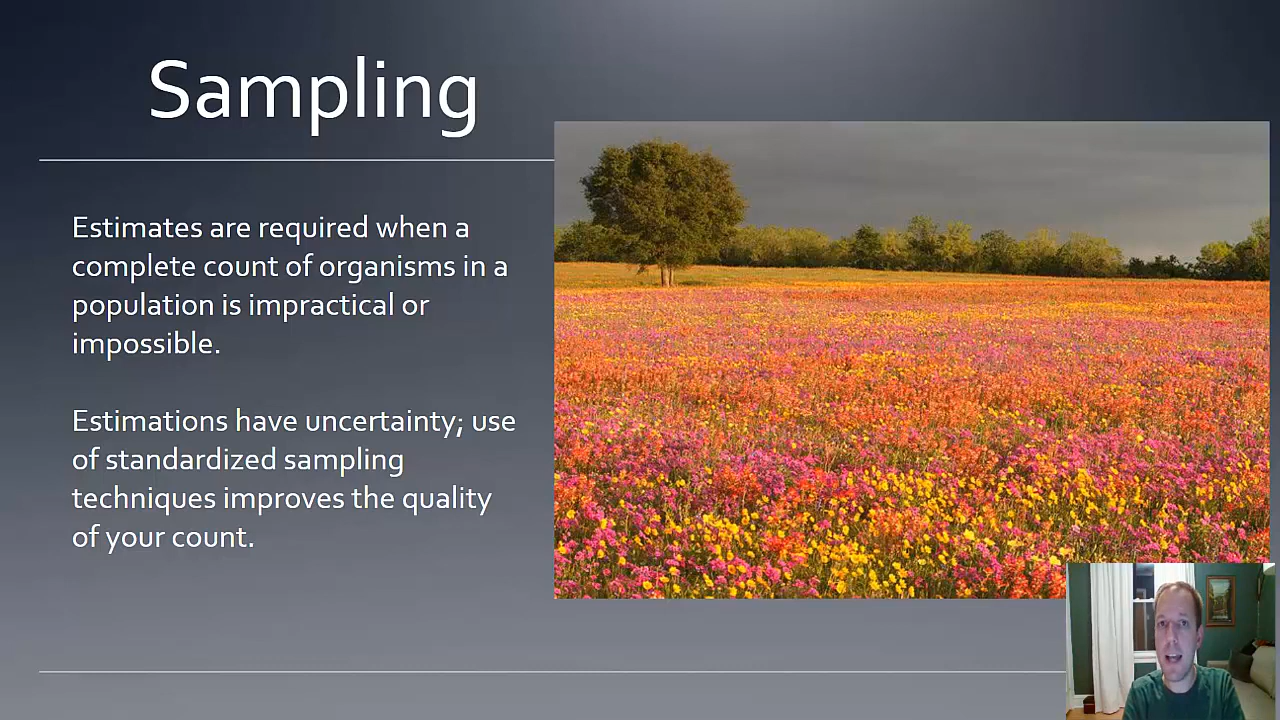 Sampling
Estimates are required when a
complete count of organisms in a
population is impractical or
impossible.
Estimations have uncertainty; use
of standardized sampling
techniques improves the quality
of your count.